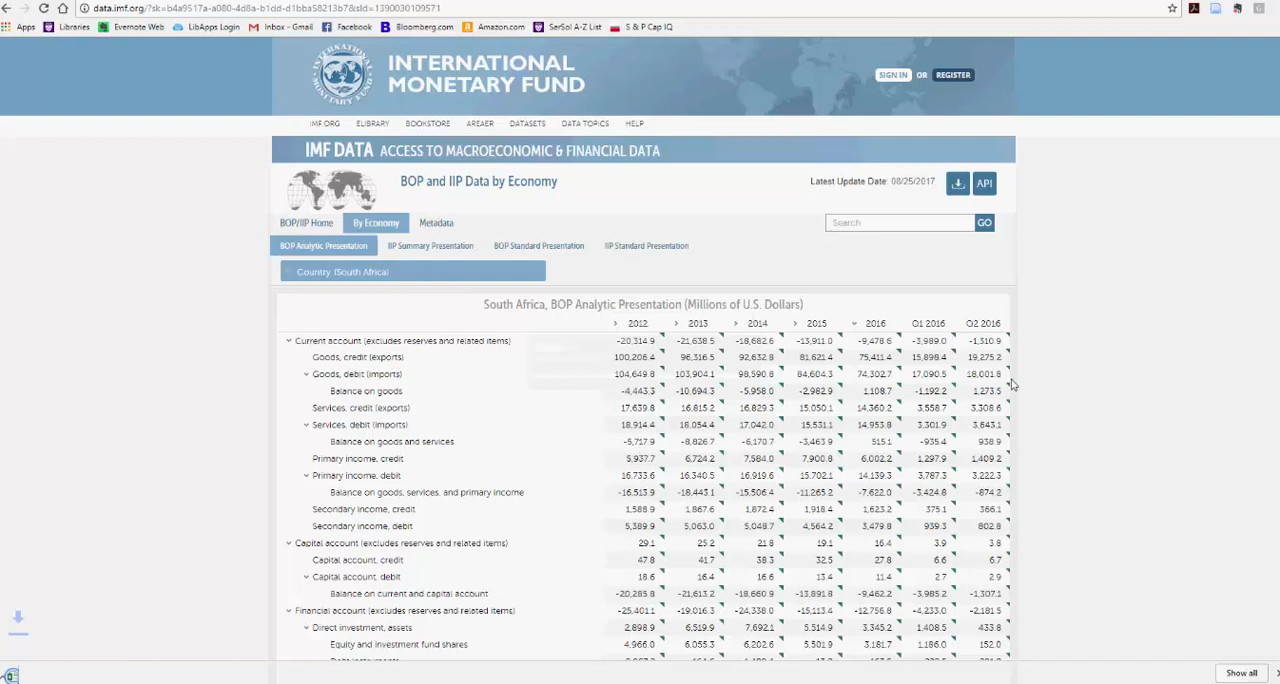 data.imf.org/?sk=b4a9517a-a080-4d8a-b1dd-d1bba58213b7&sId=1390030109571
Apps Libraries Evernote Web LibApps Login Inbox - Gmail Facebook Bloomberg.com Amazon.com SerSol A-Z List S & P Cap IQ
INTERNATIONAL
MONETARY FUND
SIGN IN OR REGISTER
IMF.ORG ELIBRARY BOOKSTORE AREAER DATASETS DATA TOPICS HELP
IMF DATA ACCESS TO MACROECONOMIC & FINANCIAL DATA
BOP and IIP Data by Economy
Latest Update Date: 08/25/2017
API
BOP/IIP Home By Economy Metadata
Search GO
BOP Analytic Presentation IIP Summary Presentation BOP Standard Presentation IIP Standard Presentation
Country (South Africa)
South Africa, BOP Analytic Presentation (Millions of U.S. Dollars)
2012 2013 2014 2015 2016 Q1 2016 Q2 2016
Current account (excludes reserves and related items) -20,314.9 -21,638.5 -18,682.6 -13,911.0 -9,478.6 -3,989.0 -1,310.9
Goods, credit (exports) 100,206.4 96,316.5 92,632.8 81,621.4 75,411.4 15,898.4 19,275.2
Goods, debit (imports) 104,649.8 103,904.1 98,590.8 84,604.3 74,302.7 17,090.5 18,001.8
Balance on goods -4,443.3 -10,694.3 -5,958.0 -2,982.9 1,108.7 -1,192.2 1,273.5
Services, credit (exports) 17,639.8 16,815.2 16,829.3 15,050.1 14,360.2 3,558.7 3,308.6
Services, debit (imports) 18,914.4 18,054.4 17,042.0 15,531.1 14,953.8 3,301.9 3,643.1
Balance on goods and services -5,717.9 -8,826.7 -6,170.7 -3,463.9 515.1 -935.4 938.9
Primary income, credit 5,937.7 6,724.2 7,584.0 7,900.8 6,002.2 1,297.9 1,409.2
Primary income, debit 16,733.6 16,340.5 16,919.6 15,702.1 14,139.3 3,787.3 3,222.3
Balance on goods, services, and primary income -16,513.9 -18,443.1 -15,506.4 -11,265.2 -7,622.0 -3,424.8 -874.2
Secondary income, credit 1,588.9 1,867.6 1,872.4 1,918.4 1,623.2 375.1 366.1
Secondary income, debit 5,389.9 5,063.0 5,048.7 4,564.2 3,479.8 939.3 802.8
Capital account (excludes reserves and related items) 29.1 25.2 21.8 19.1 16.4 3.9 3.8
Capital account, credit 47.8 41.7 38.3 32.5 27.8 6.6 6.7
Capital account, debit 18.6 16.4 16.6 13.4 11.4 2.7 2.9
Balance on current and capital account -20,285.8 -21,613.2 -18,660.9 -13,891.8 -9,462.2 -3,985.2 -1,307.1
Financial account (excludes reserves and related items) -25,401.1 -19,016.3 -24,338.0 -15,113.4 -12,756.8 -4,233.0 -2,181.5
Direct investment, assets 2,898.9 6,519.9 7,692.1 5,514.9 3,345.2 1,408.5 433.8
Equity and investment fund shares 4,966.0 6,055.3 6,202.6 5,501.9 3,181.7 1,186.0 152.0
Show all